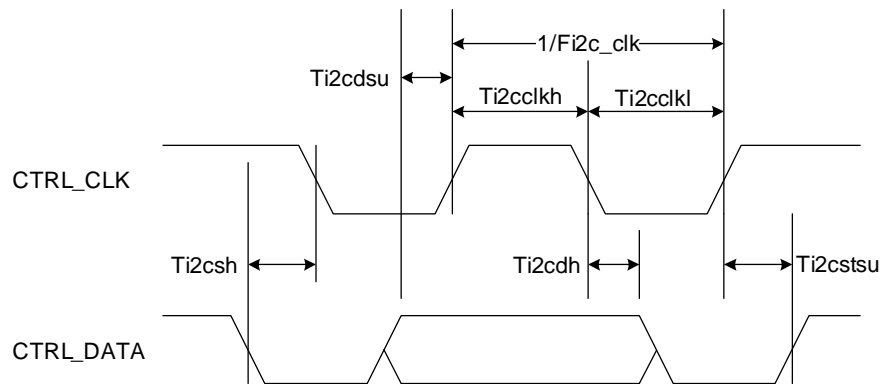 1/Fi2c_clk
Ti2cdsu
Ti2cclkh
Ti2cclkl
CTRL_CLK
Ti2csh
Ti2cdh
Ti2cstsu
CTRL_DATA